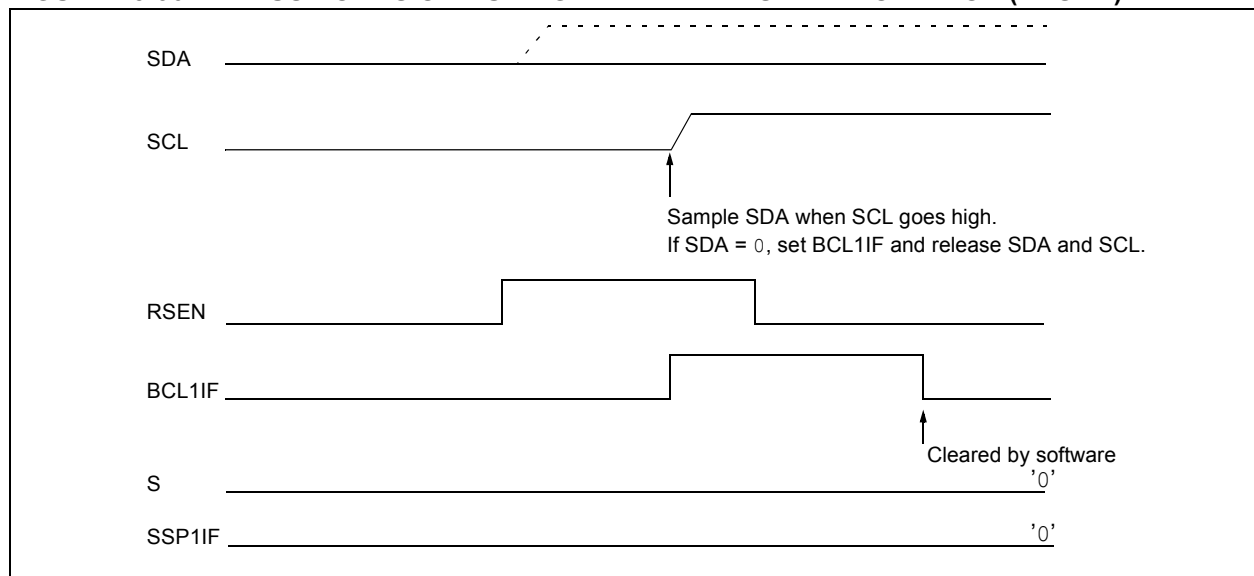 SDA
SCL
Sample SDA when SCL goes high.
If SDA = 0, set BCL1IF and release SDA and SCL.
RSEN
BCL1IF
Cleared by software
S
'0'
SSP1IF
'0'